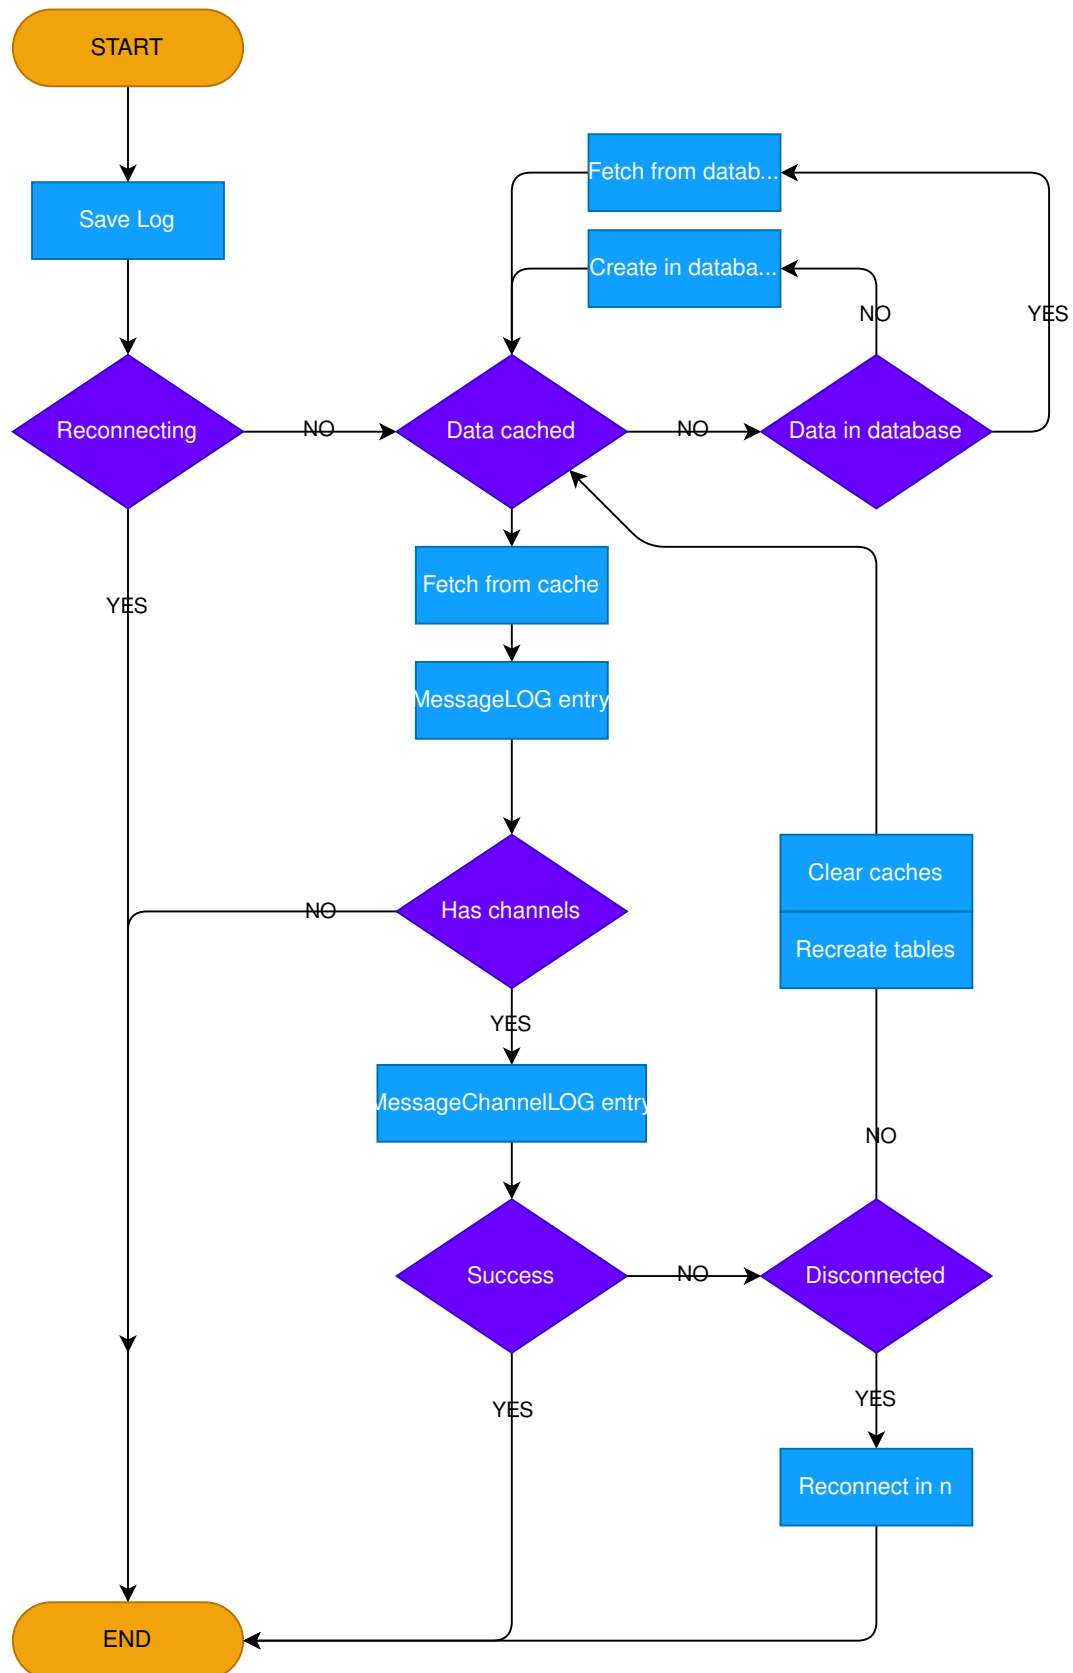 START
Fetch from datab...
Save Log
Create in databa...
NO
YES
Reconnecting
NO
Data cached
NO
Data in database
Fetch from cache
YES
MessageLOG entry
Clear caches
NO
Has channels
Recreate tables
YES
MessageChannelLOG entry
NO
Success
NO
Disconnected
YES
YES
Reconnect in n
END